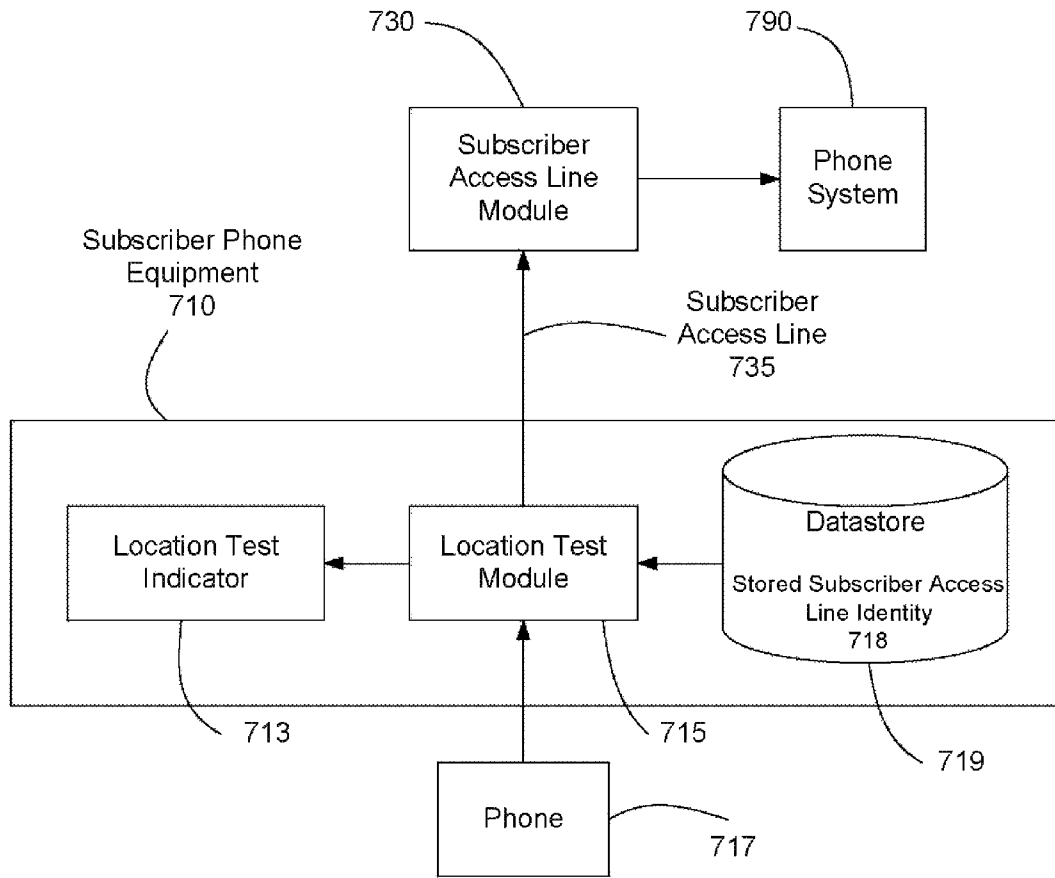 730
790
Subscriber
Access Line
Module
Phone
System
Subscriber Phone
Equipment
710
Subscriber
Access Line
735
Location Test
Indicator
Location Test
Module
Datastore
Stored Subscriber Access
Line Identity
718
713
715
719
Phone
717